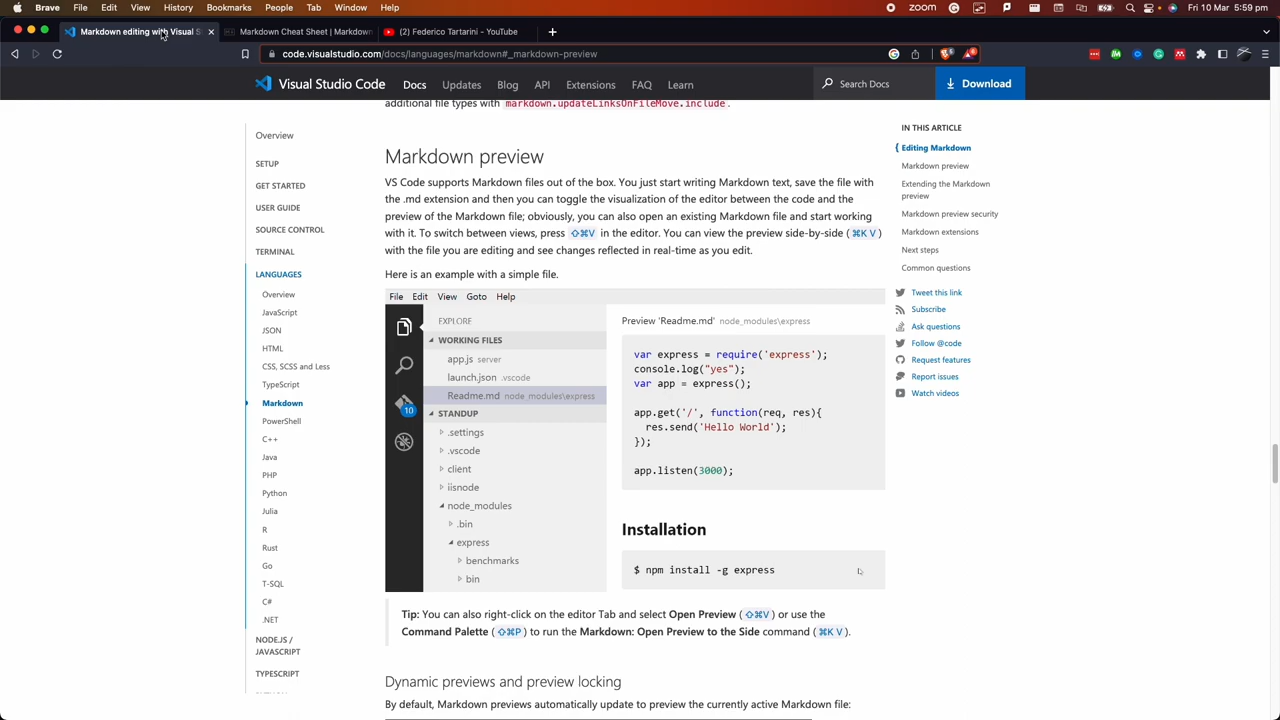 Brave File Edit View History Bookmarks Profiles Tab Window Help
Fri 10 Mar 5:59 PM
Markdown editing with Visual S
Markdown Cheat Sheet | Markdown
(2) Federico Tartarini - YouTube
code.visualstudio.com/docs/languages/markdown#_markdown-preview
Visual Studio Code Docs Updates Blog API Extensions FAQ Learn Search Docs Download
additional file types with markdown.updateLinksOnFileMove.include.
Overview
SETUP
GET STARTED
USER GUIDE
SOURCE CONTROL
TERMINAL
LANGUAGES
Overview
JavaScript
JSON
HTML
CSS, SCSS and Less
TypeScript
Markdown
PowerShell
C++
Java
PHP
Python
Julia
R
Rust
Go
T-SQL
C#
.NET
NODE.JS /
JAVASCRIPT
TYPESCRIPT
Markdown preview
VS Code supports Markdown files out of the box. You just start writing Markdown text, save the file with
the .md extension and then you can toggle the visualization of the editor between the code and the
preview of the Markdown file; obviously, you can also open an existing Markdown file and start working
with it. To switch between views, press ⇧⌘V in the editor. You can view the preview side-by-side (⌘K V)
with the file you are editing and see changes reflected in real-time as you edit.
Here is an example with a simple file.
File Edit View Goto Help
EXPLORE
WORKING FILES
app.js server
launch.json .vscode
Readme.md node_modules\express
10
STANDUP
.settings
.vscode
client
iisnode
node_modules
.bin
express
benchmarks
bin
Preview 'Readme.md' node_modules\express
var express = require('express');
console.log("yes");
var app = express();
app.get('/', function(req, res){
res.send('Hello World');
});
app.listen(3000);
Installation
$ npm install -g express
Tip: You can also right-click on the editor Tab and select Open Preview (⇧⌘V) or use the
Command Palette (⇧⌘P) to run the Markdown: Open Preview to the Side command (⌘K V).
Dynamic previews and preview locking
By default, Markdown previews automatically update to preview the currently active Markdown file:
IN THIS ARTICLE
Editing Markdown
Markdown preview
Extending the Markdown
preview
Markdown preview security
Markdown extensions
Next steps
Common questions
Tweet this link
Subscribe
Ask questions
Follow @code
Request features
Report issues
Watch videos